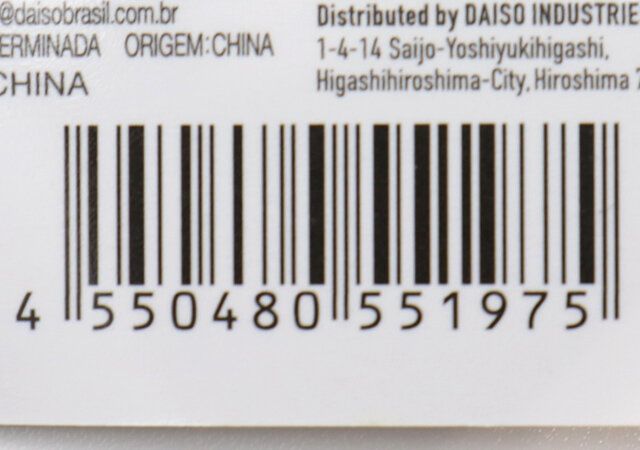 @daisobrasil.com.br
ERMINADA ORIGEM:CHINA
CHINA
Distributed by DAISO INDUSTRIE
1-4-14 Saijo-Yoshiyukihigashi,
Higashihiroshima-City, Hiroshima 7
4 550480 551975